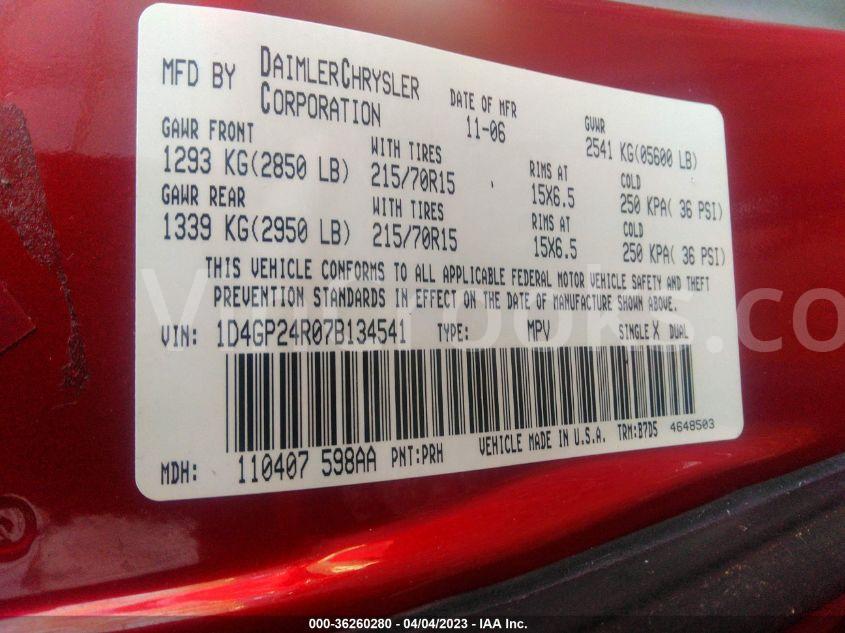 MFD BY DAIMLERCHRYSLER CORPORATION DATE OF MFR 11-06 GVWR 2541 KG(05600 LB)
GAWR FRONT WITH TIRES RIMS AT COLD
1293 KG(2850 LB) 215/70R15 15X6.5 250 KPA( 36 PSI)
GAWR REAR WITH TIRES RIMS AT COLD
1339 KG(2950 LB) 215/70R15 15X6.5 250 KPA( 36 PSI)
THIS VEHICLE CONFORMS TO ALL APPLICABLE FEDERAL MOTOR VEHICLE SAFETY AND THEFT
PREVENTION STANDARDS IN EFFECT ON THE DATE OF MANUFACTURE SHOWN ABOVE.
VIN: 1D4GP24R07B134541 TYPE: MPV SINGLE X DUAL
MDH: 110407 598AA PNT:PRH VEHICLE MADE IN U.S.A. TRM:B7D5 4648503
000-36260280 - 04/04/2023 - IAA Inc.